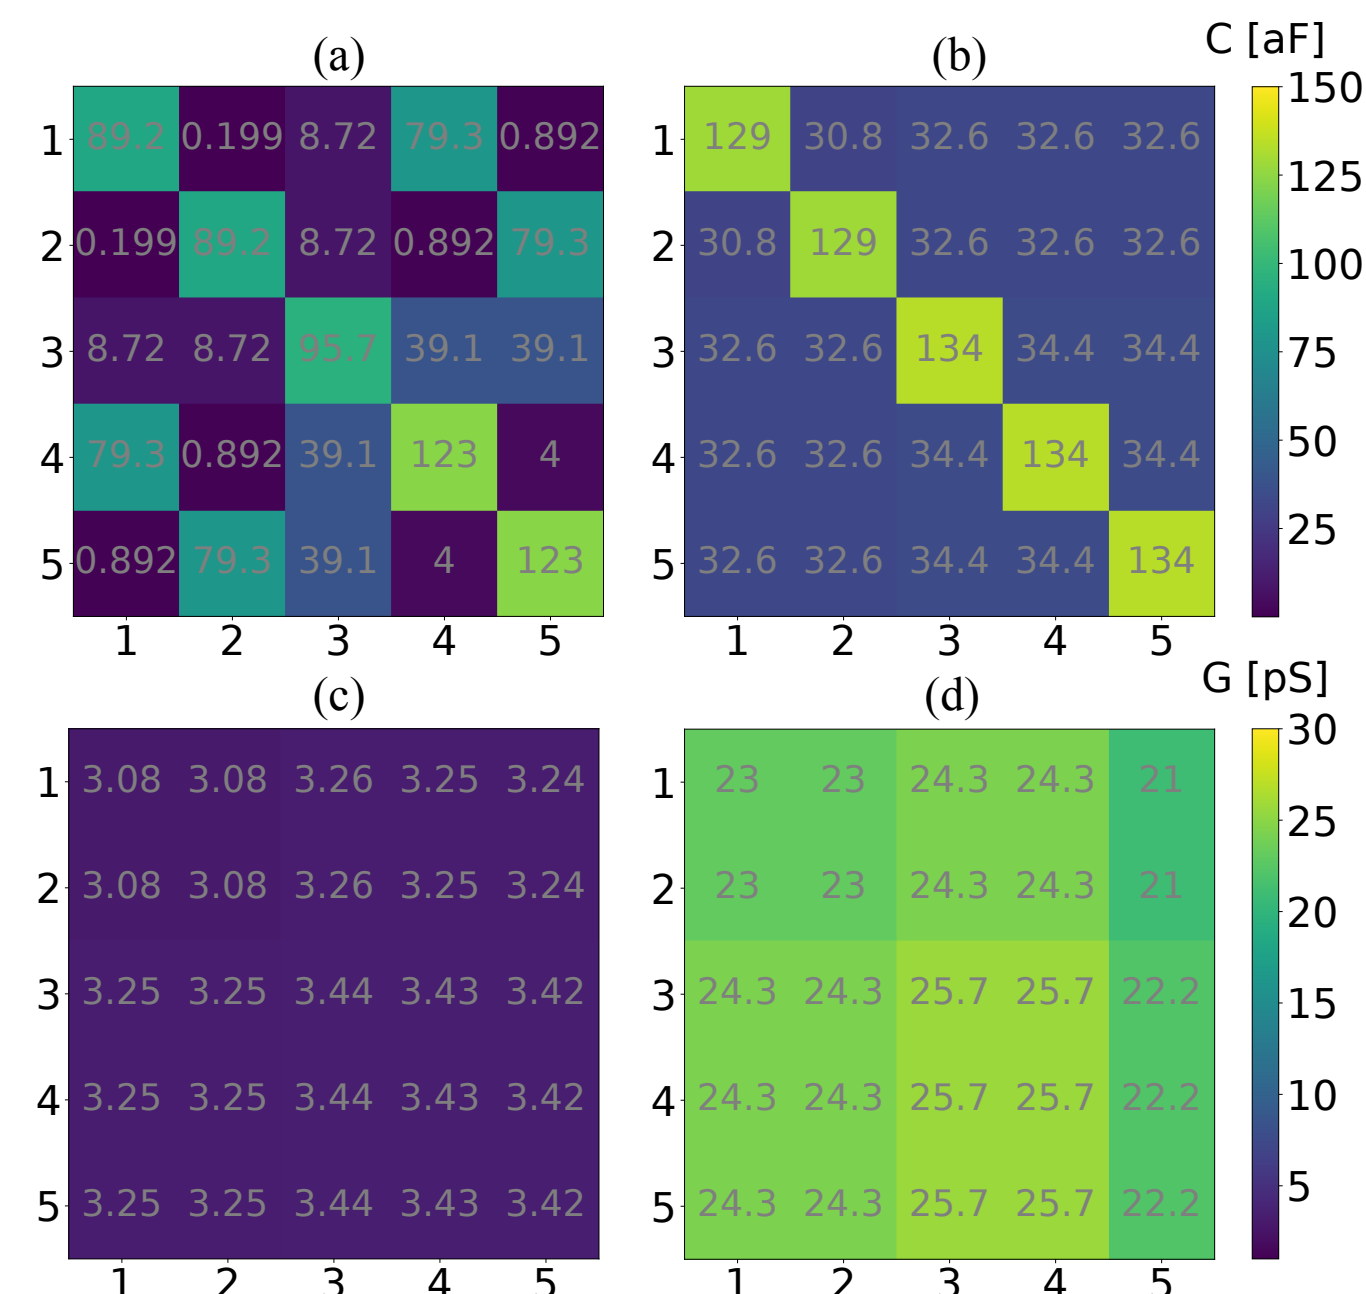 C [aF]
(a) (b)
1 89.2 0.199 8.72 79.3 0.892 1 129 30.8 32.6 32.6 32.6 150
125
2 0.199 89.2 8.72 0.892 79.3 2 30.8 129 32.6 32.6 32.6 100
3 8.72 8.72 95.7 39.1 39.1 3 32.6 32.6 134 34.4 34.4 75
4 79.3 0.892 39.1 123 4 4 32.6 32.6 34.4 134 34.4 50
25
5 0.892 79.3 39.1 4 123 5 32.6 32.6 34.4 34.4 134
1 2 3 4 5 1 2 3 4 5
G [pS]
(c) (d)
30
1 3.08 3.08 3.26 3.25 3.24 1 23 23 24.3 24.3 21
25
2 3.08 3.08 3.26 3.25 3.24 2 23 23 24.3 24.3 21
20
3 3.25 3.25 3.44 3.43 3.42 3 24.3 24.3 25.7 25.7 22.2
15
4 3.25 3.25 3.44 3.43 3.42 4 24.3 24.3 25.7 25.7 22.2 10
5
5 3.25 3.25 3.44 3.43 3.42 5 24.3 24.3 25.7 25.7 22.2
1 2 3 4 5 1 2 3 4 5